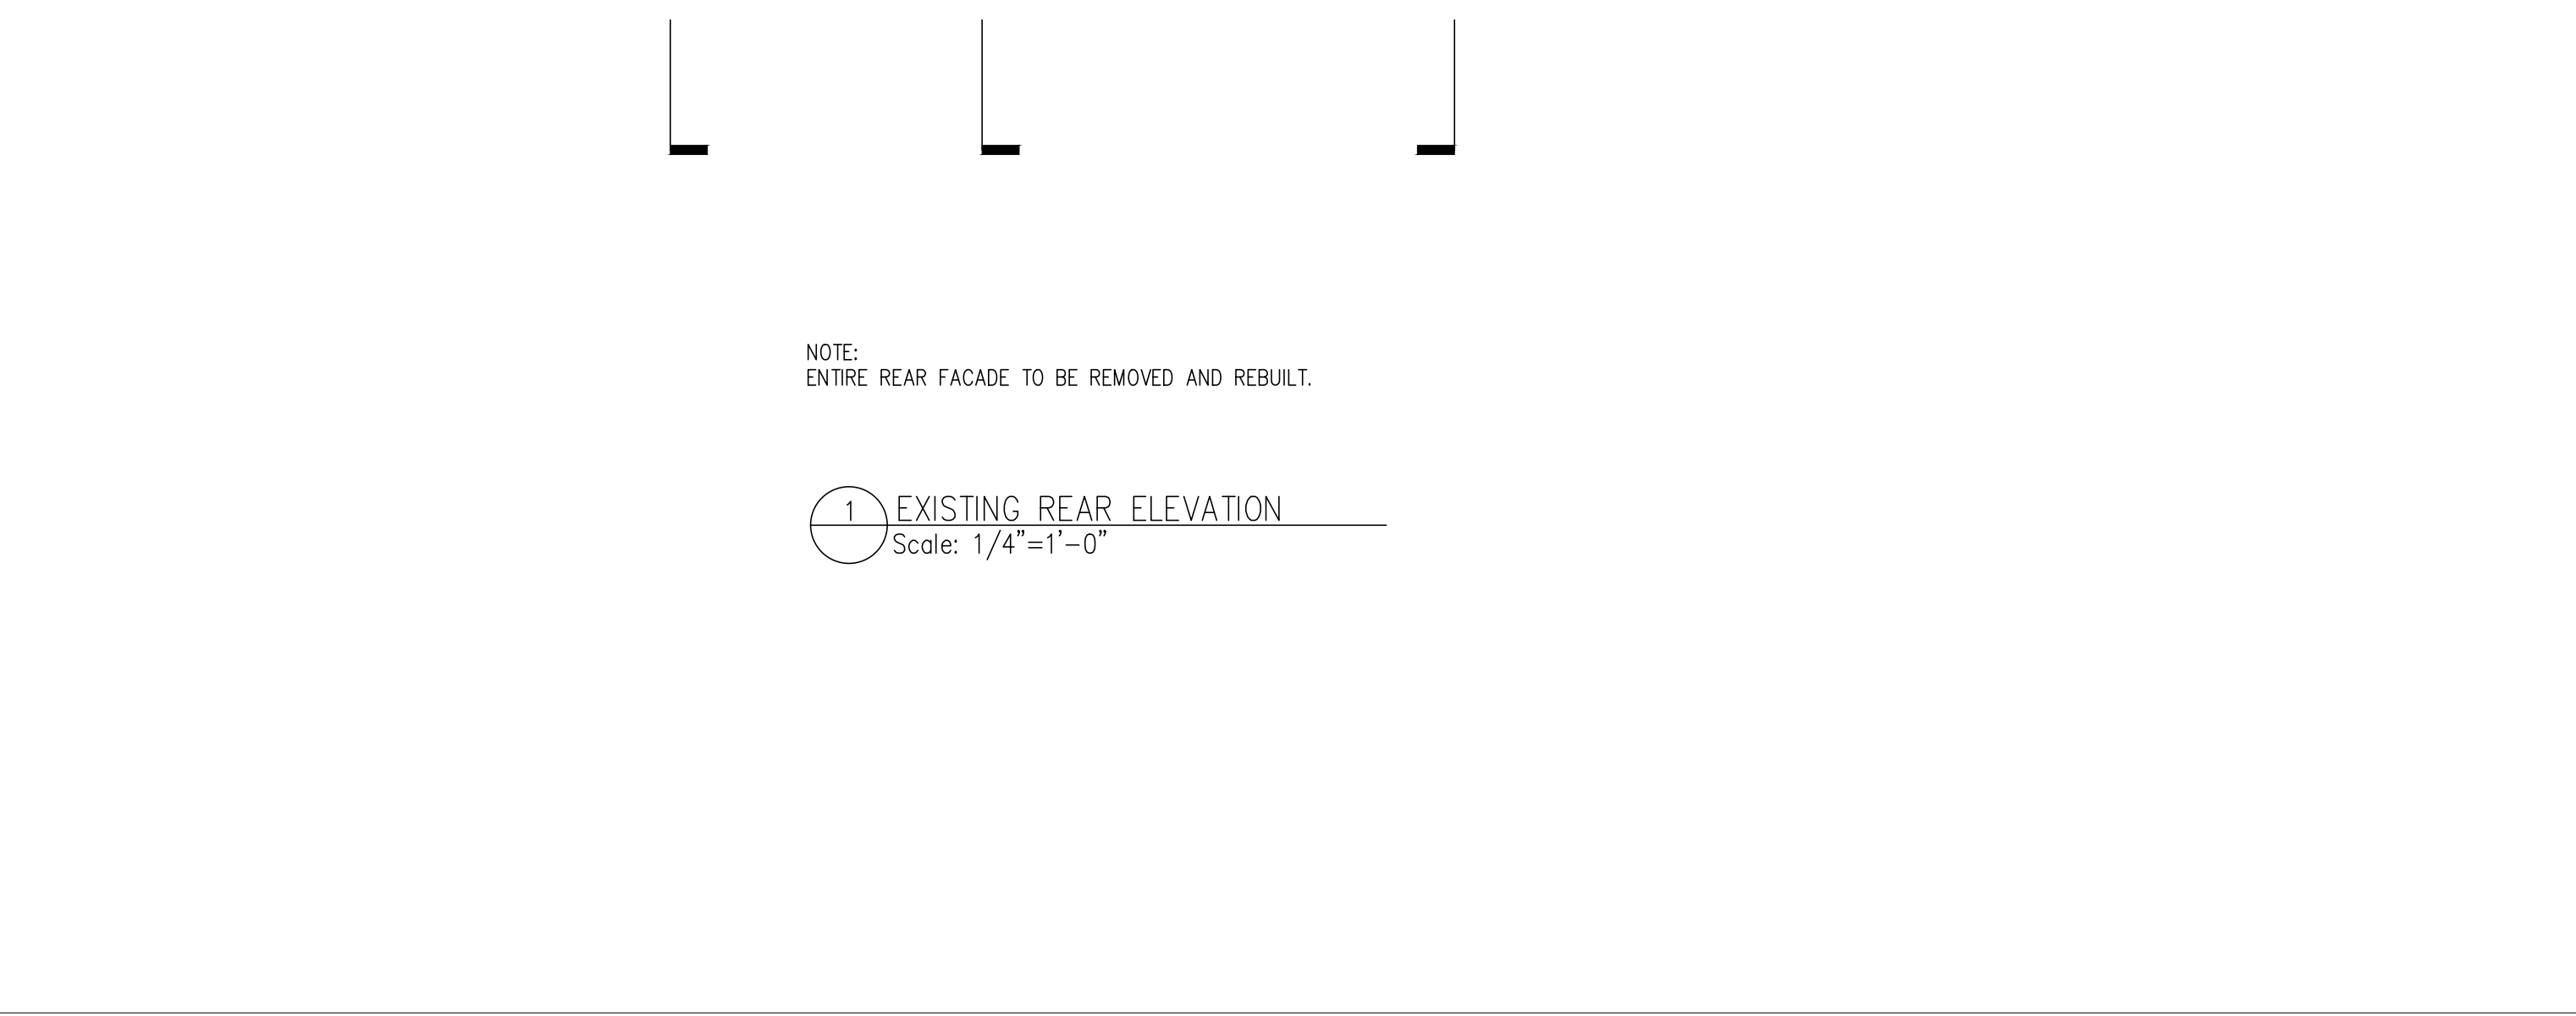 NOTE:
ENTIRE REAR FACADE TO BE REMOVED AND REBUILT.
1
EXISTING REAR ELEVATION
Scale: 1/4"=1'-0"